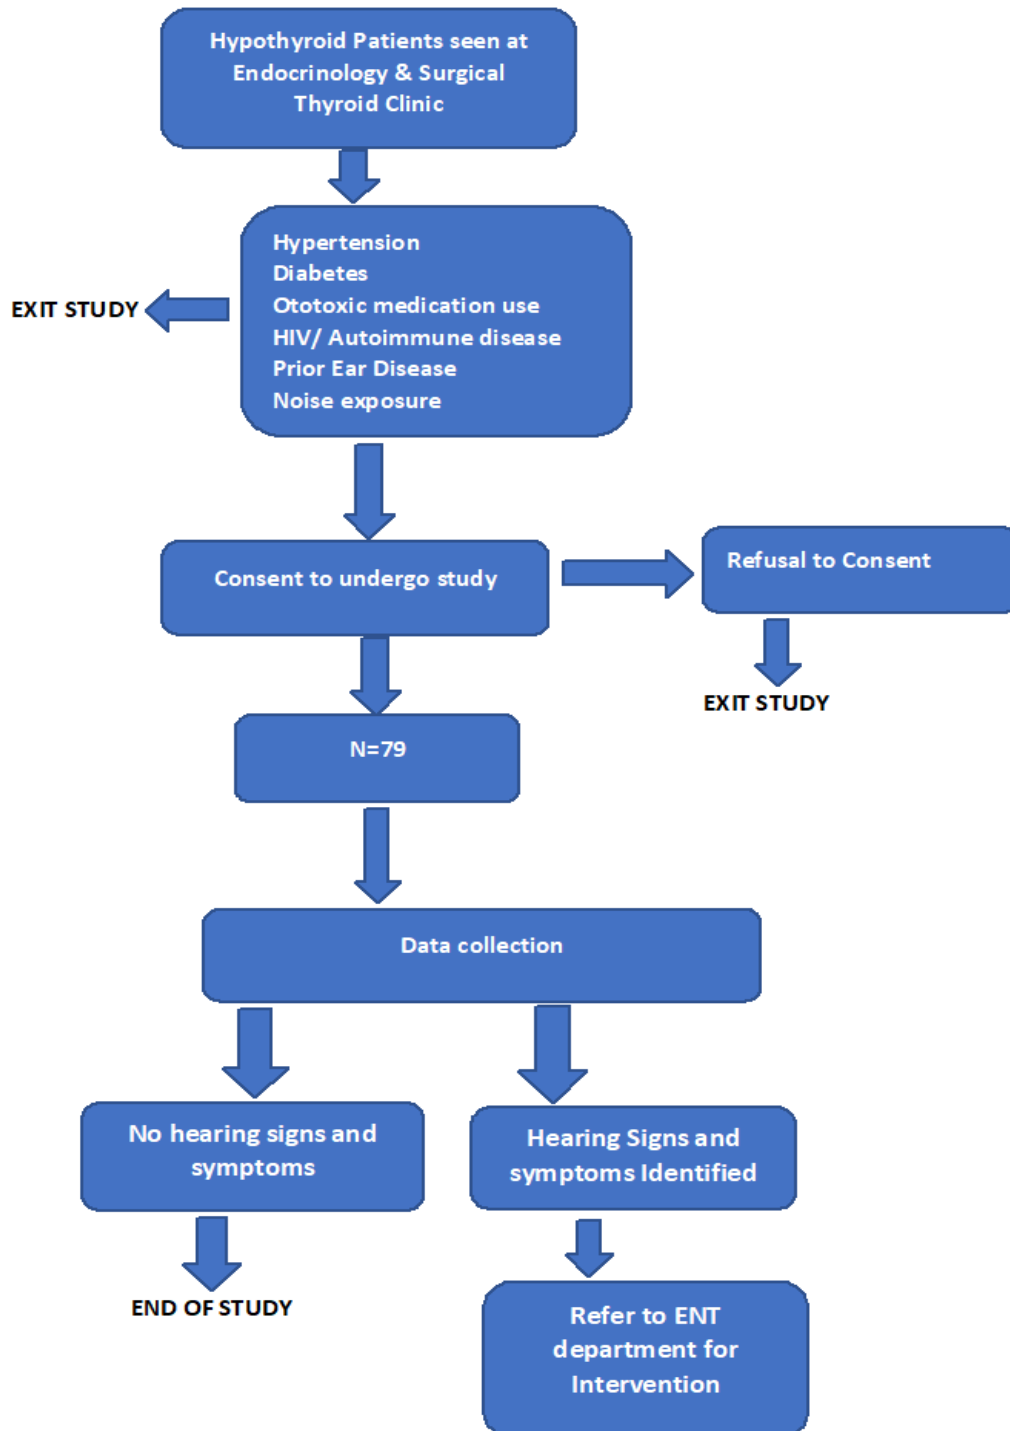 Hypothyroid Patients seen at
Endocrinology & Surgical
Thyroid Clinic
Hypertension
Diabetes
Ototoxic medication use
HIV/ Autoimmune disease
Prior Ear Disease
Noise exposure
EXIT STUDY
Consent to undergo study
Refusal to Consent
EXIT STUDY
N=79
Data collection
No hearing signs and
symptoms
Hearing Signs and
symptoms Identified
END OF STUDY
Refer to ENT
department for
Intervention